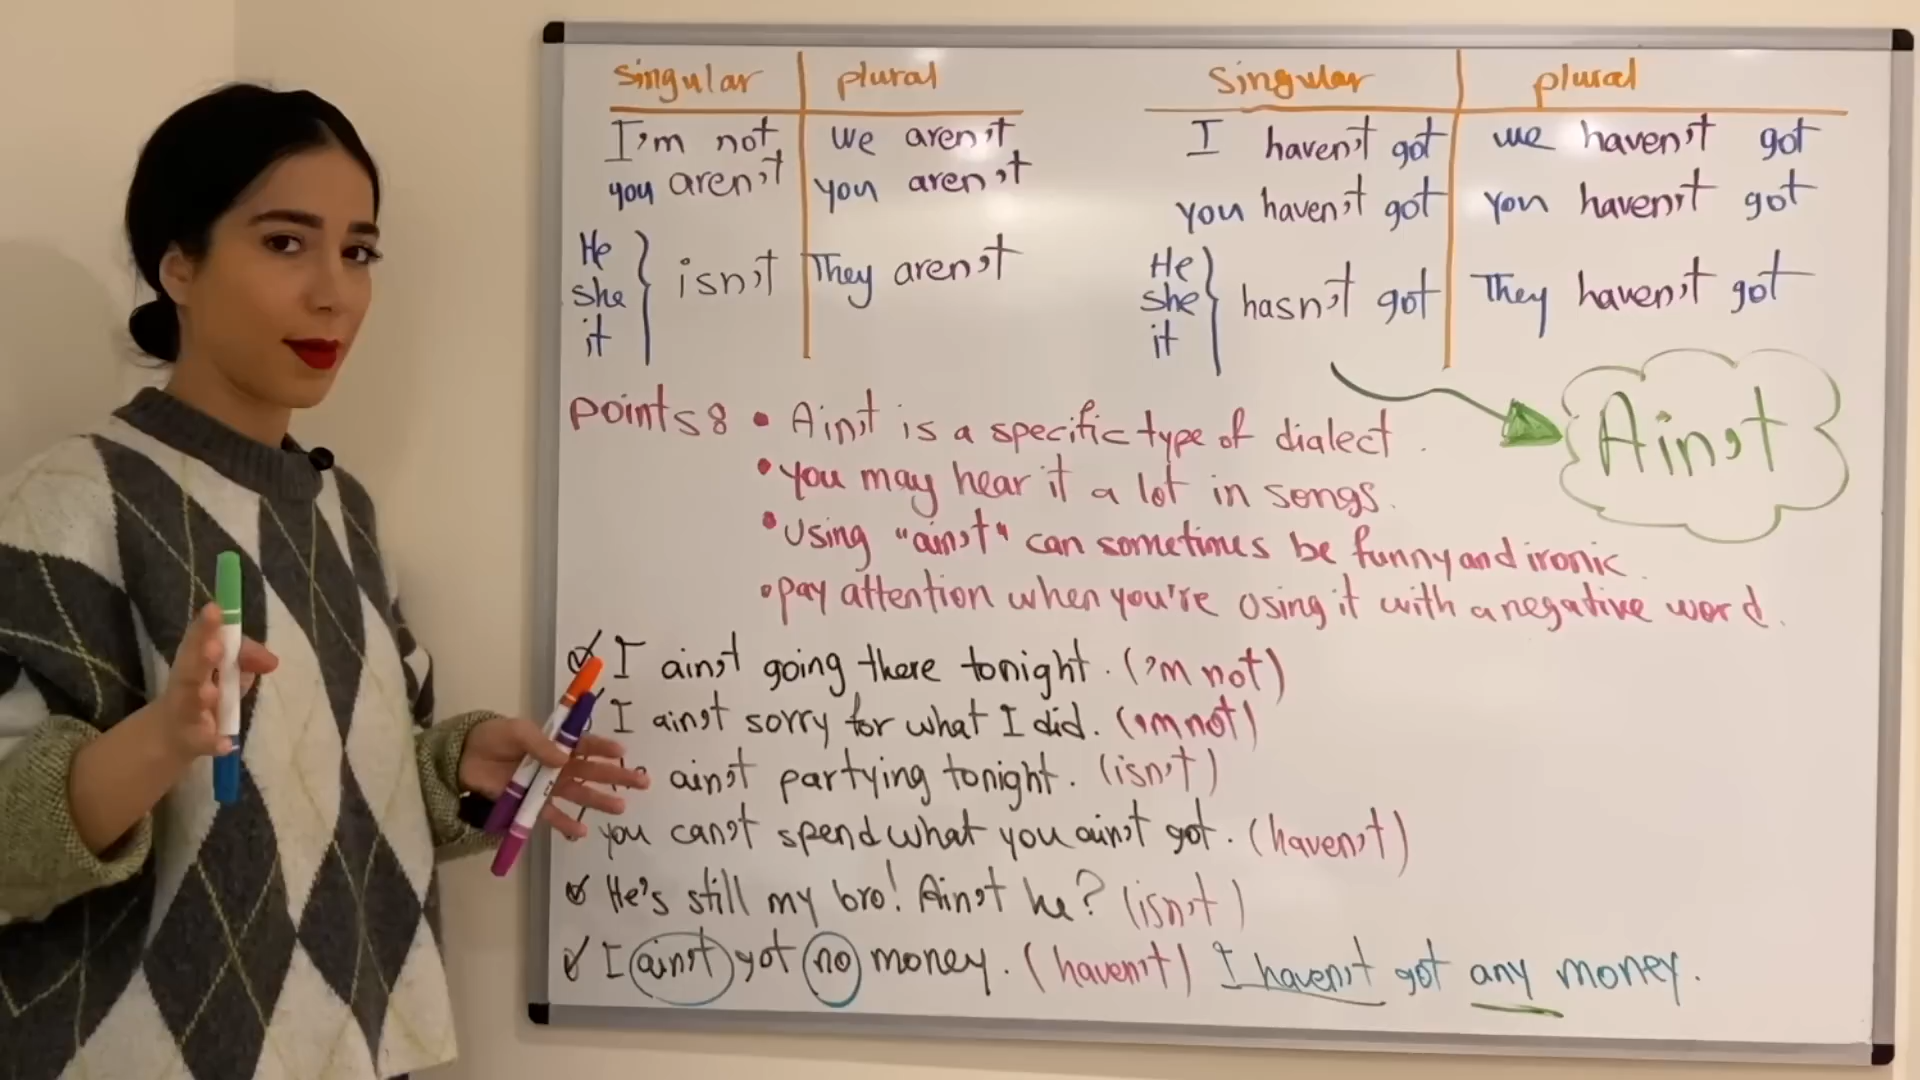 singular plural
I'm not we aren't
you aren't you aren't
He
she isn't They aren't
it
singular plural
I haven't got we haven't got
you haven't got you haven't got
He
she hasn't got They haven't got
it
Ain't
points: • Ain't is a specific type of dialect.
• you may hear it a lot in songs.
• Using "ain't" can sometimes be funny and ironic.
• pay attention when you're using it with a negative word.
I ain't going there tonight. ('m not)
I ain't sorry for what I did. ('m not)
ain't partying tonight. (isn't)
you can't spend what you ain't got. (haven't)
He's still my bro! Ain't he? (isn't)
I ain't got no money. (haven't) I haven't got any money.